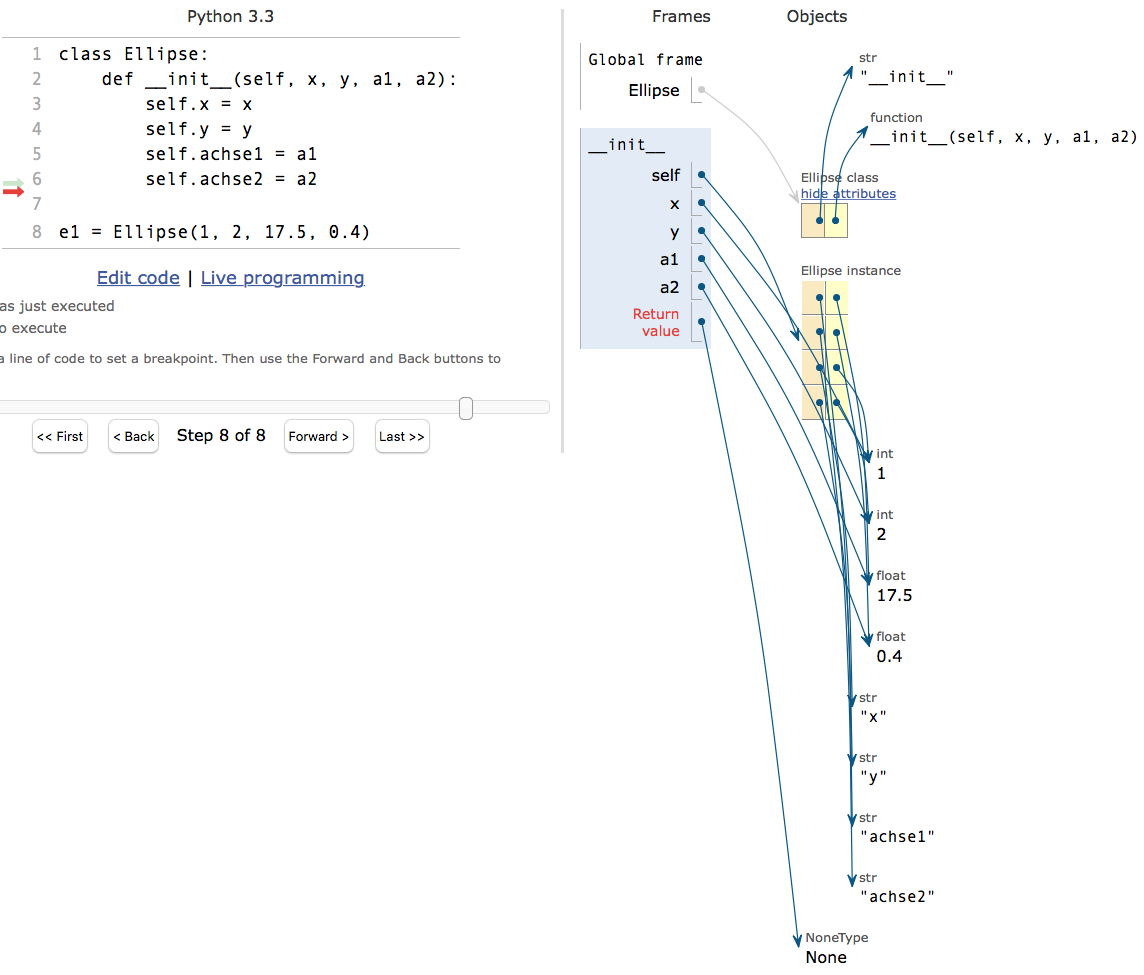 Python 3.3
1 class Ellipse:
2     def __init__(self, x, y, a1, a2):
3         self.x = x
4         self.y = y
5         self.achse1 = a1
6         self.achse2 = a2
7
8 e1 = Ellipse(1, 2, 17.5, 0.4)
Edit code | Live programming
as just executed
o execute
a line of code to set a breakpoint. Then use the Forward and Back buttons to
<< First < Back Step 8 of 8 Forward > Last >>
Frames Objects
Global frame
Ellipse
__init__
self
x
y
a1
a2
Return
value
str
"__init__"
function
__init__(self, x, y, a1, a2)
Ellipse class
hide attributes
Ellipse instance
int
1
int
2
float
17.5
float
0.4
str
"x"
str
"y"
str
"achse1"
str
"achse2"
NoneType
None